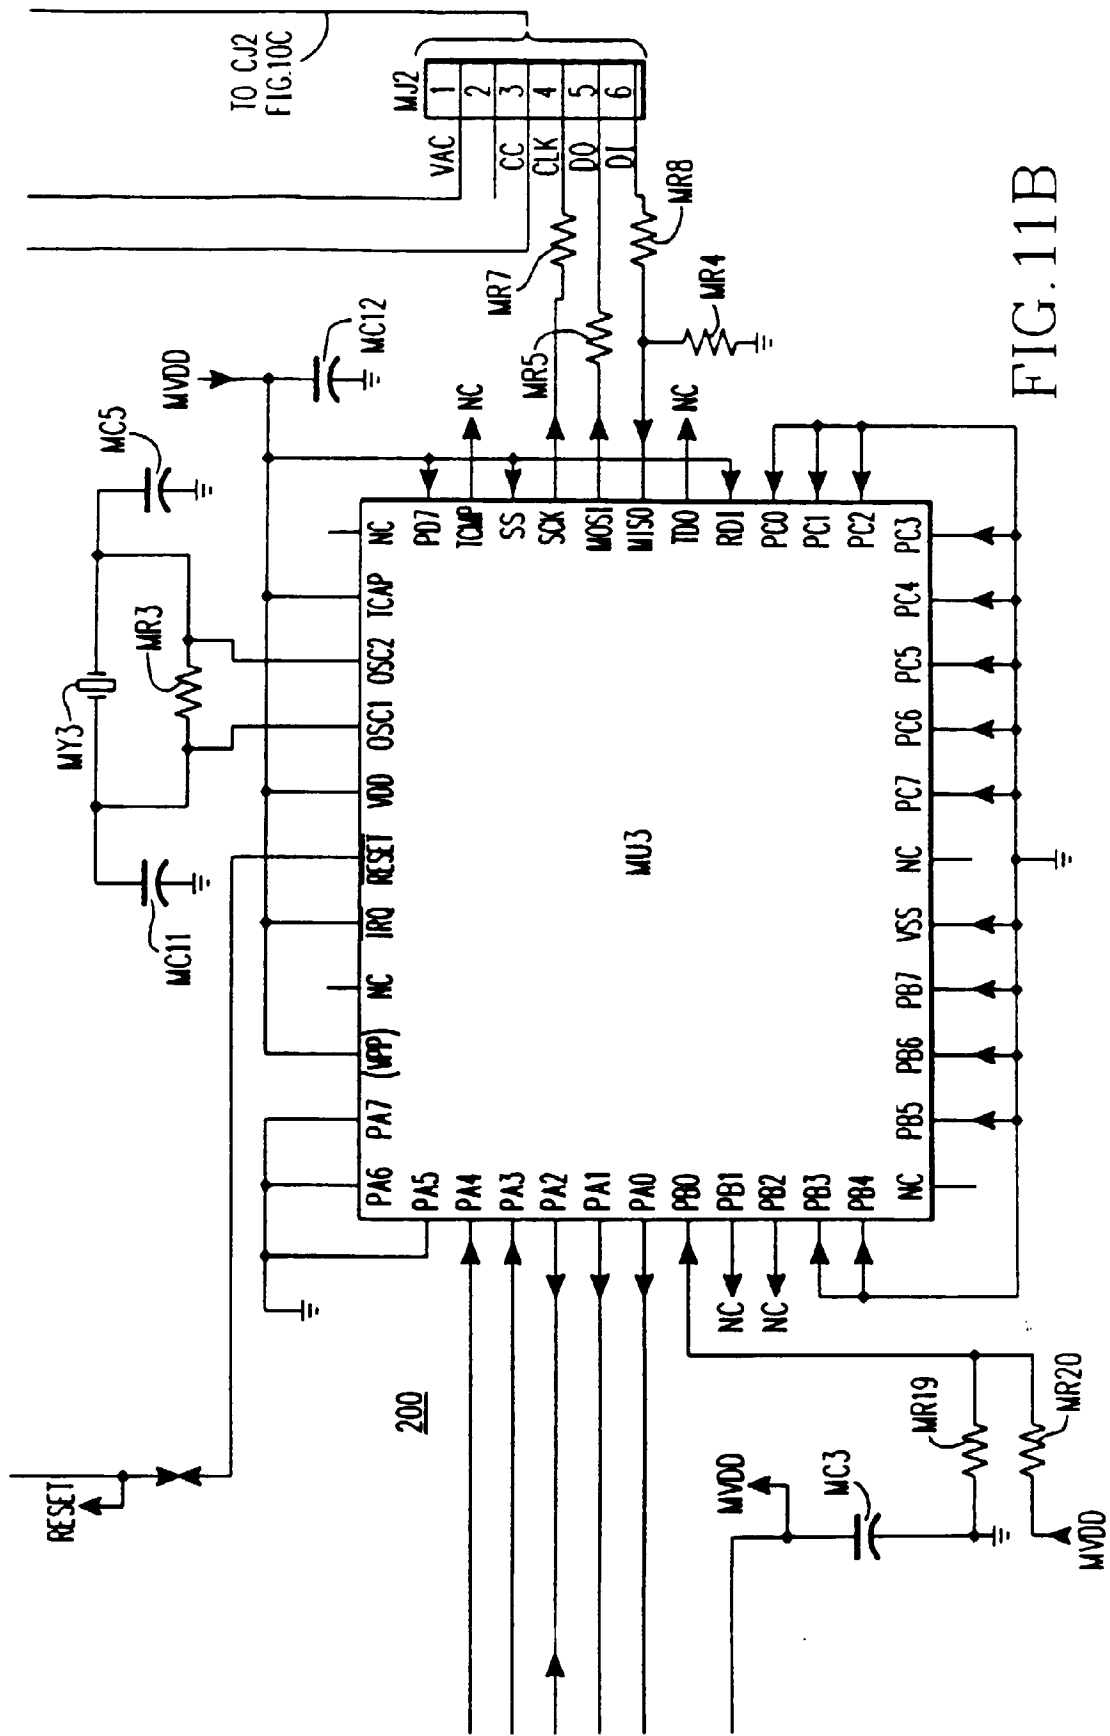 TO CJ2
FIG.10C
MJ2
1
2
3
4
5
6
VAC
CC
CLK
DO
DI
MR7
MR5
MR8
MR4
MVDD
MC12
MC5
MY3
MR3
MC11
RESET
NC
TCAP
OSC2
OSC1
VDD
RESET
IRQ
NC
(VPP)
PA7
PA6
PD7
TCMP
NC
SS
SCK
MOSI
MISO
TDO
NC
RDI
PC0
PC1
PC2
PA5
PA4
PA3
PA2
PA1
PA0
PB0
PB1
NC
PB2
NC
PB3
PB4
MU3
PC3
PC4
PC5
PC6
PC7
NC
VSS
PB7
PB6
PB5
NC
200
MVDD
MC3
MR19
MR20
MVDD
FIG.11B